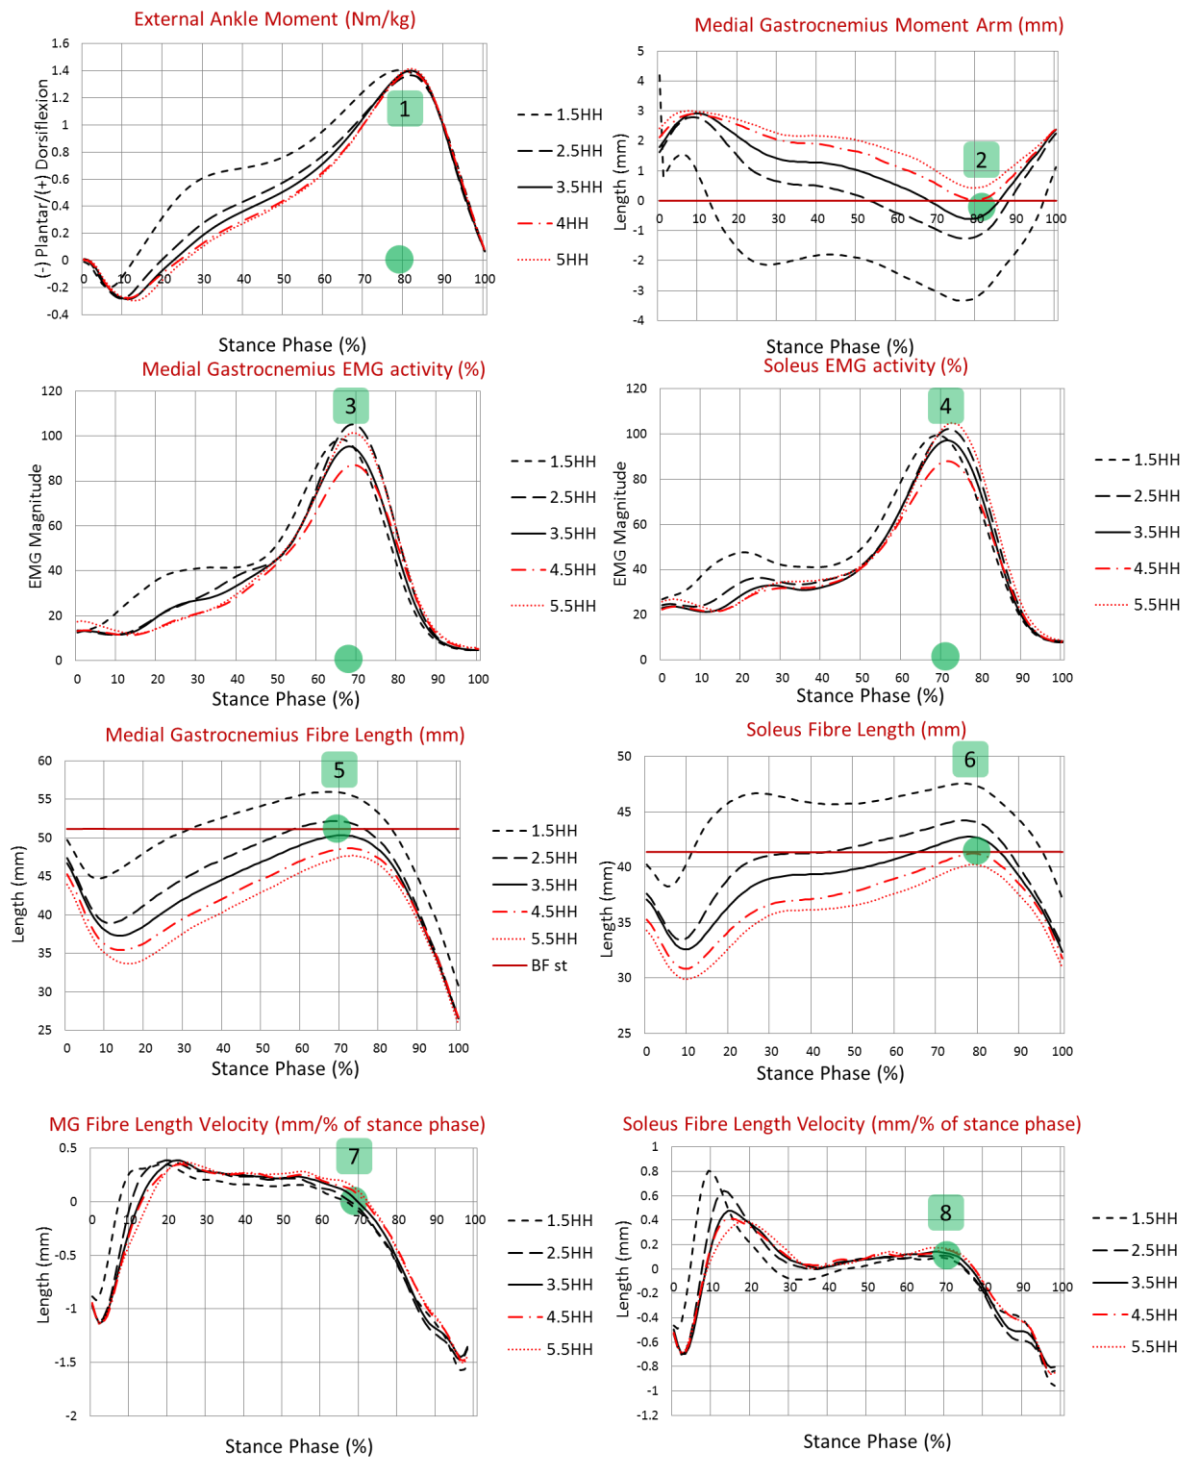 External Ankle Moment (Nm/kg)
1.6
1.4
1.2
1
0.8
0.6
0.4
0.2
0
-0.2
-0.4
(-) Plantar/(+) Dorsiflexion
0 10 20 30 40 50 60 70 80 90 100
1
Stance Phase (%)
1.5HH
2.5HH
3.5HH
4HH
5HH
Medial Gastrocnemius Moment Arm (mm)
5
4
3
2
1
0
-1
-2
-3
-4
Length (mm)
0 10 20 30 40 50 60 70 80 90 100
2
Stance Phase (%)
Medial Gastrocnemius EMG activity (%)
120
100
80
60
40
20
0
EMG Magnitude
0 10 20 30 40 50 60 70 80 90 100
3
Stance Phase (%)
1.5HH
2.5HH
3.5HH
4.5HH
5.5HH
Soleus EMG activity (%)
120
100
80
60
40
20
0
EMG Magnitude
0 10 20 30 40 50 60 70 80 90 100
4
Stance Phase (%)
1.5HH
2.5HH
3.5HH
4.5HH
5.5HH
Medial Gastrocnemius Fibre Length (mm)
60
55
50
45
40
35
30
25
Length (mm)
0 10 20 30 40 50 60 70 80 90 100
5
Stance Phase (%)
1.5HH
2.5HH
3.5HH
4.5HH
5.5HH
BF st
Soleus Fibre Length (mm)
50
45
40
35
30
25
Length (mm)
0 10 20 30 40 50 60 70 80 90 100
6
Stance Phase (%)
MG Fibre Length Velocity (mm/% of stance phase)
0.5
0
-0.5
-1
-1.5
-2
Length (mm)
0 10 20 30 40 50 60 70 80 90 100
7
Stance Phase (%)
1.5HH
2.5HH
3.5HH
4.5HH
5.5HH
Soleus Fibre Length Velocity (mm/% of stance phase)
1
0.8
0.6
0.4
0.2
0
-0.2
-0.4
-0.6
-0.8
-1
-1.2
Length (mm)
0 10 20 30 40 50 60 70 80 90 100
8
Stance Phase (%)
1.5HH
2.5HH
3.5HH
4.5HH
5.5HH